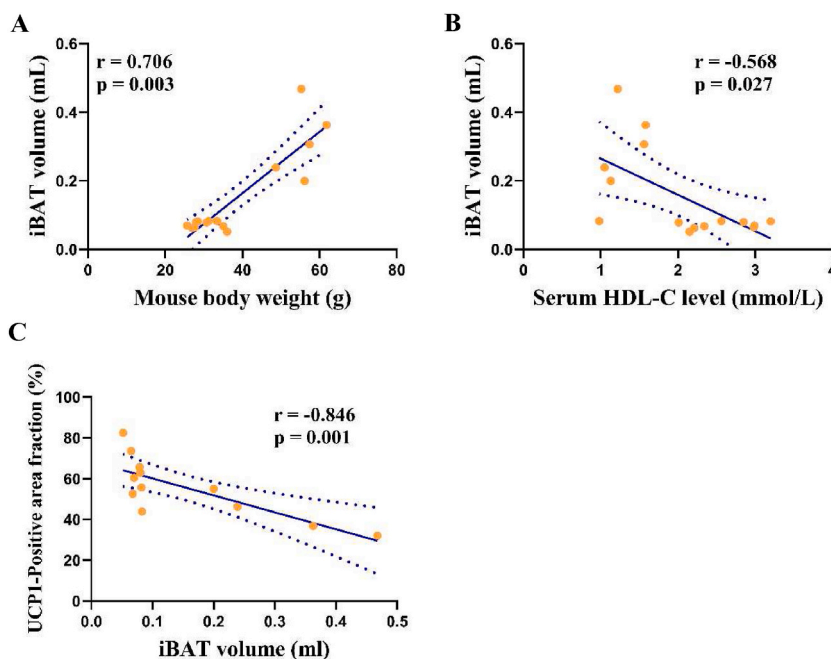 A
r = 0.706
p = 0.003
iBAT volume (mL)
0.6
0.4
0.2
0.0
0
20
40
60
80
Mouse body weight (g)
B
r = -0.568
p = 0.027
iBAT volume (mL)
0.6
0.4
0.2
0.0
0
1
2
3
4
Serum HDL-C level (mmol/L)
C
r = -0.846
p = 0.001
UCP1-Positive area fraction (%)
100
80
60
40
20
0
0.0
0.1
0.2
0.3
0.4
0.5
iBAT volume (ml)